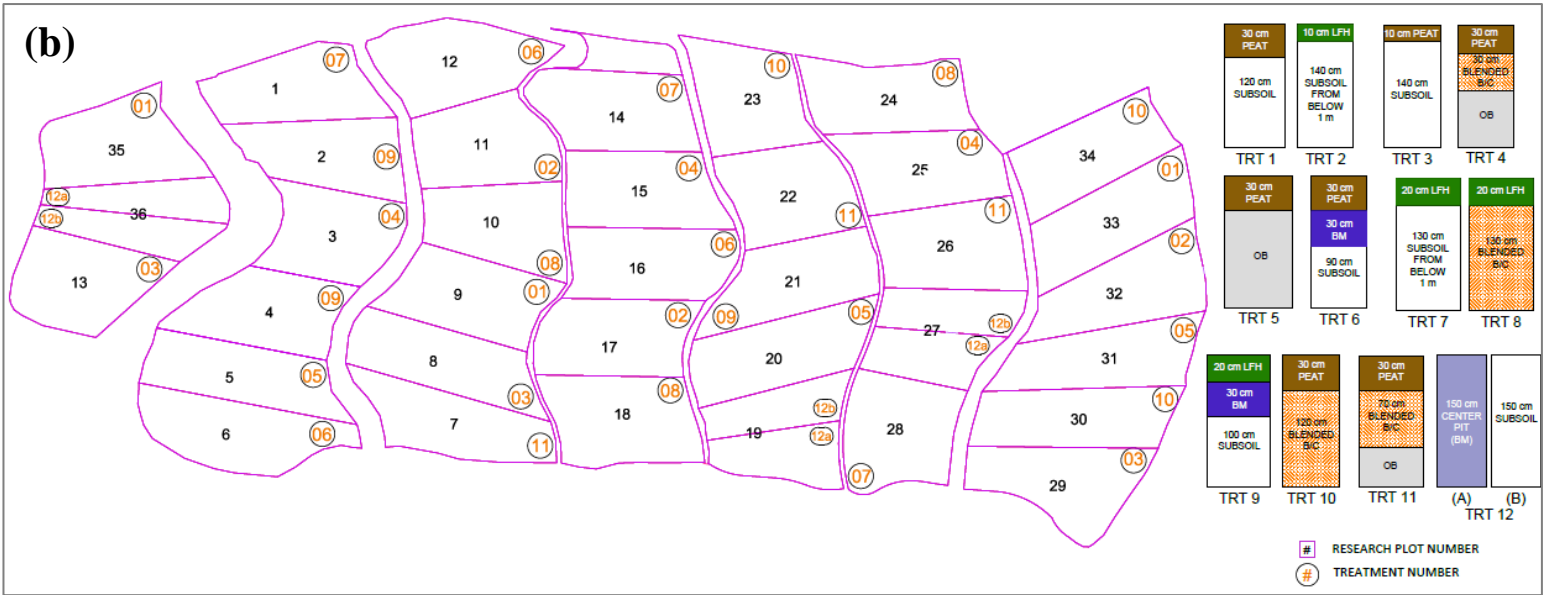 (b)
35
01
12a
36
12b
13
03
1
07
2
09
3
04
4
09
5
05
6
06
12
06
11
02
10
08
9
01
8
03
7
11
14
07
15
04
16
06
17
02
18
08
23
10
22
11
21
09
20
05
12b
19
12a
24
08
25
04
26
11
27
12b
12a
28
07
34
10
33
01
32
02
31
05
30
10
29
03
30 cm
PEAT
120 cm
SUBSOIL
TRT 1
10 cm LFH
140 cm
SUBSOIL
FROM
BELOW
1 m
TRT 2
10 cm PEAT
140 cm
SUBSOIL
TRT 3
30 cm
PEAT
30 cm
BLENDED
B/C
OB
TRT 4
30 cm
PEAT
OB
TRT 5
30 cm
PEAT
30 cm
BM
90 cm
SUBSOIL
TRT 6
20 cm LFH
130 cm
SUBSOIL
FROM
BELOW
1 m
TRT 7
20 cm LFH
130 cm
BLENDED
B/C
TRT 8
20 cm LFH
30 cm
BM
100 cm
SUBSOIL
TRT 9
30 cm
PEAT
120 cm
BLENDED
B/C
TRT 10
30 cm
PEAT
70 cm
BLENDED
B/C
OB
TRT 11
150 cm
CENTER
PIT
(BM)
(A)
150 cm
SUBSOIL
(B)
TRT 12
# RESEARCH PLOT NUMBER
# TREATMENT NUMBER